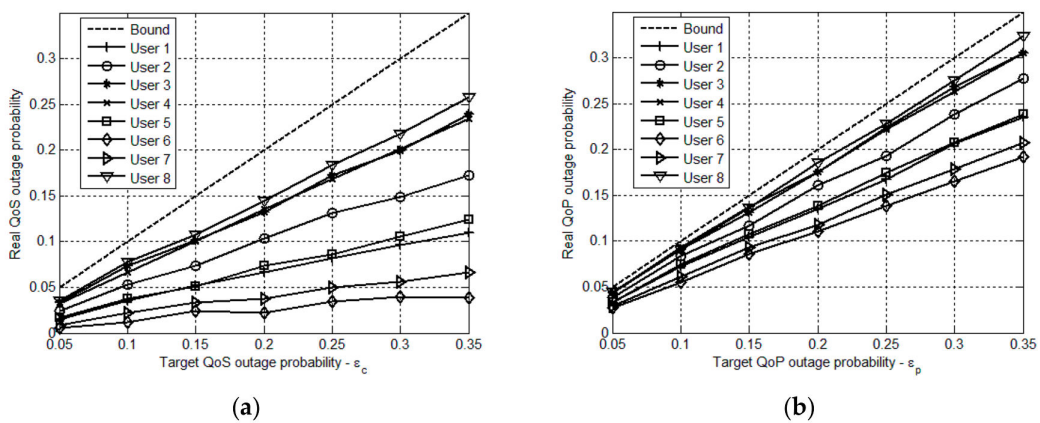 Bound
User 1
User 2
User 3
User 4
User 5
User 6
User 7
User 8
Real QoS outage probability
0.3
0.25
0.2
0.15
0.1
0.05
0
0.05 0.1 0.15 0.2 0.25 0.3 0.35
Target QoS outage probability - εc
(a)
Bound
User 1
User 2
User 3
User 4
User 5
User 6
User 7
User 8
Real QoP outage probability
0.3
0.25
0.2
0.15
0.1
0.05
0
0.05 0.1 0.15 0.2 0.25 0.3 0.35
Target QoP outage probability - εp
(b)